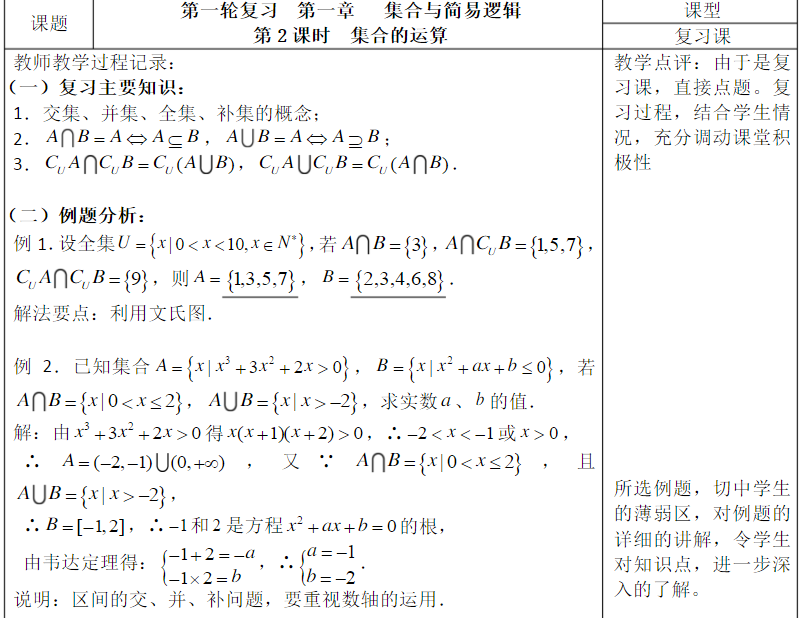 课题
第一轮复习 第一章 集合与简易逻辑
第 2 课时 集合的运算
课型
复习课
教师教学过程记录：
（一）复习主要知识：
1．交集、并集、全集、补集的概念；
2．A⋂B=A⇔A⊆B，A⋃B=A⇔A⊇B；
3．C_U A⋂C_U B=C_U(A⋃B)，C_U A⋃C_U B=C_U(A⋂B)．
（二）例题分析：
例 1.设全集U={x|0<x<10,x∈N*}，若A⋂B={3}，A⋂C_U B={1,5,7}，
C_U A⋂C_U B={9}，则A={1,3,5,7}，B={2,3,4,6,8}．
解法要点：利用文氏图．
例 2．已知集合A={x|x³+3x²+2x>0}，B={x|x²+ax+b≤0}，若
A⋂B={x|0<x≤2}，A⋃B={x|x>-2}，求实数a、b的值．
解：由x³+3x²+2x>0得x(x+1)(x+2)>0，∴-2<x<-1或x>0，
∴A=(-2,-1)⋃(0,+∞)，又∵A⋂B={x|0<x≤2}，且
A⋃B={x|x>-2}，
∴B=[-1,2]，∴-1和2是方程x²+ax+b=0的根，
由韦达定理得：{-1+2=-a，∴{a=-1．
-1×2=b b=-2
说明：区间的交、并、补问题，要重视数轴的运用．
教学点评：由于是复
习课，直接点题。复
习过程，结合学生情
况，充分调动课堂积
极性
所选例题，切中学生
的薄弱区，对例题的
详细的讲解，令学生
对知识点，进一步深
入的了解。